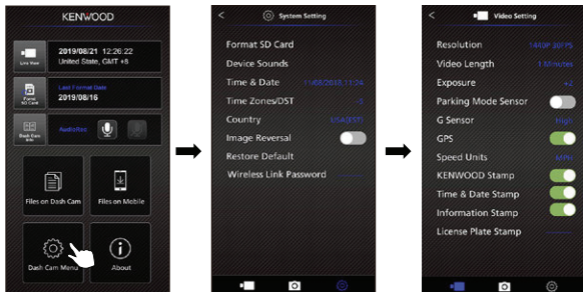 KENWOOD
2019/08/21 12:26:22
United State, GMT +8
Live View
Last Format Date
2019/08/16
Format
SD Card
AudioRec
Dash Cam
Info
Files on Dash Cam
Files on Mobile
Dash Cam Menu
About
System Setting
Format SD Card
Device Sounds
Time & Date
Time Zones/DST
Country
Image Reversal
Restore Default
Wireless Link Password
Video Setting
Resolution
Video Length
Exposure +2
Parking Mode Sensor
G Sensor High
GPS
Speed Units MPH
KENWOOD Stamp
Time & Date Stamp
Information Stamp
License Plate Stamp